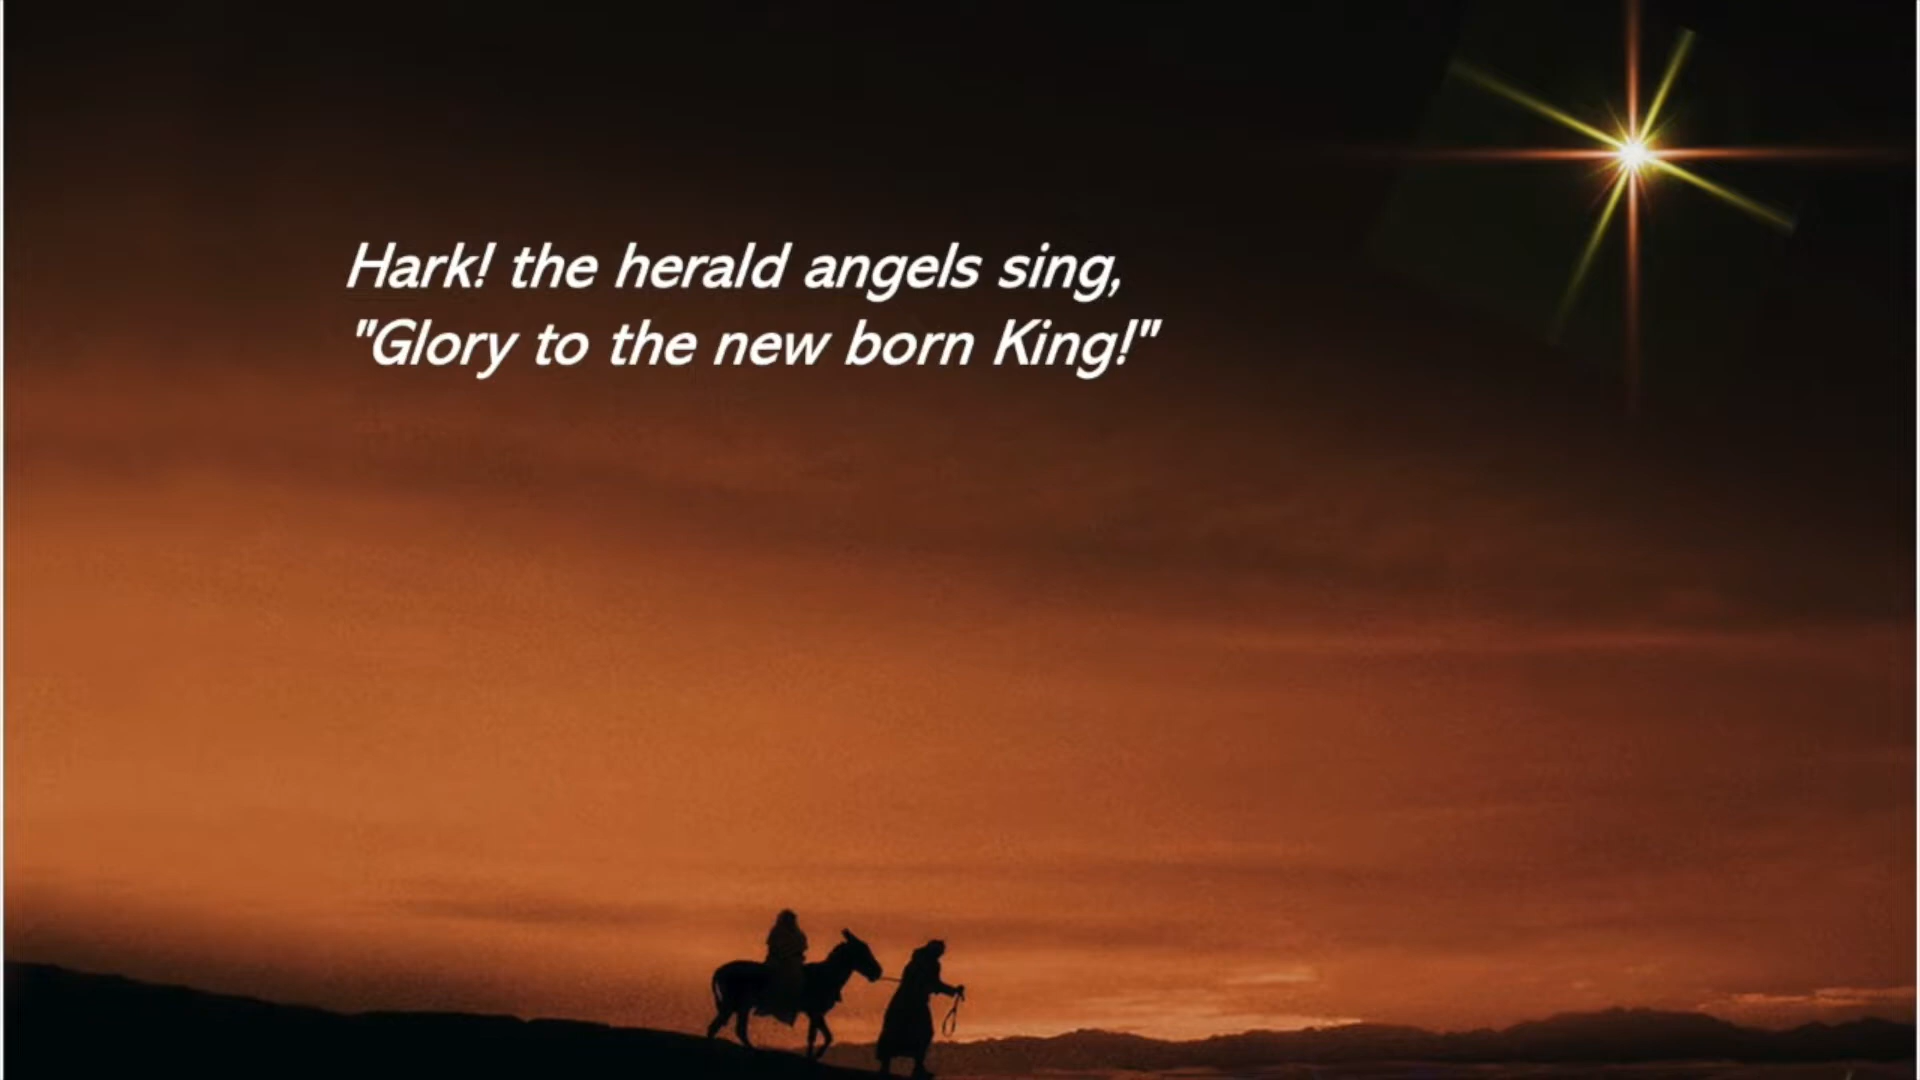 Hark! the herald angels sing,
"Glory to the new born King!"